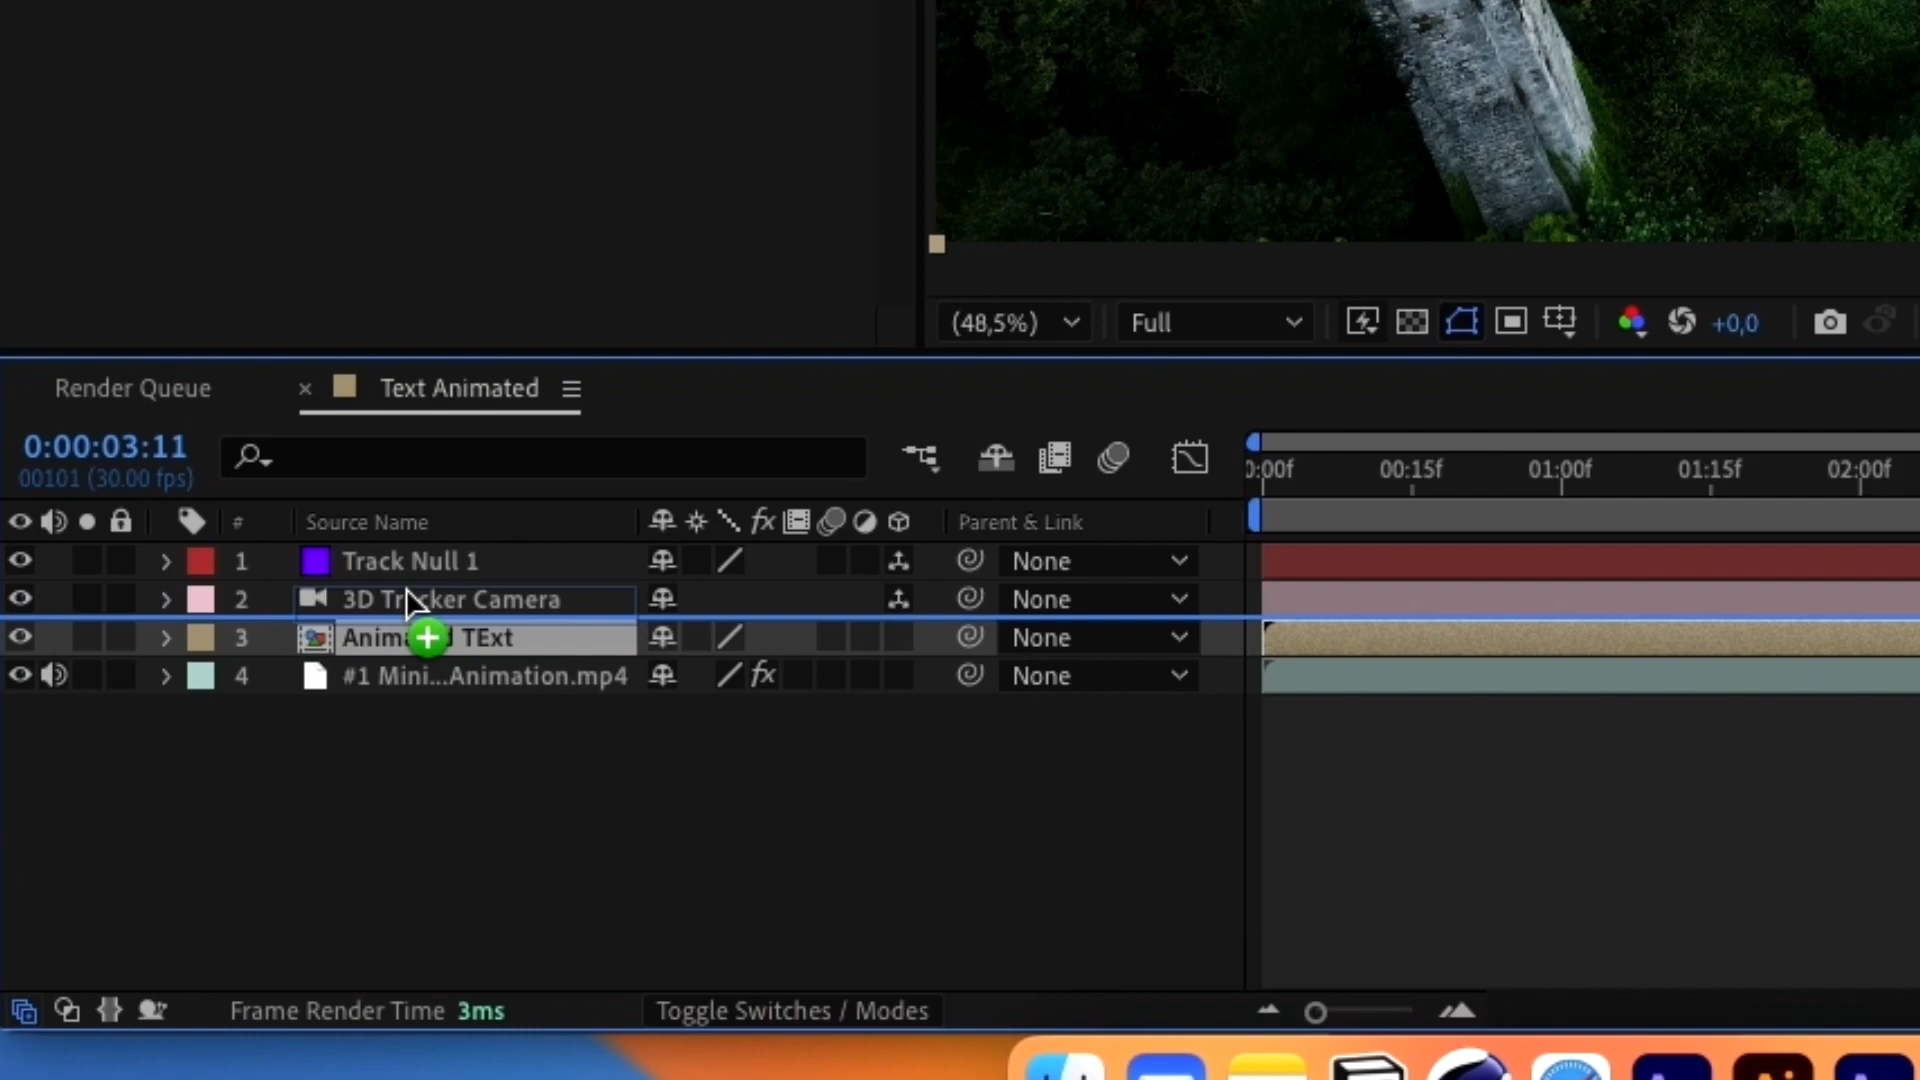 (48,5%)
Full
+0,0
Render Queue
× Text Animated
0:00:03:11
00101 (30.00 fps)
0:00f 00:15f 01:00f 01:15f 02:00f
# Source Name fx Parent & Link
1 Track Null 1 None
2 3D Tracker Camera None
3 TExt None
4 #1 Mini...Animation.mp4 fx None
Frame Render Time 3ms
Toggle Switches / Modes
Ai